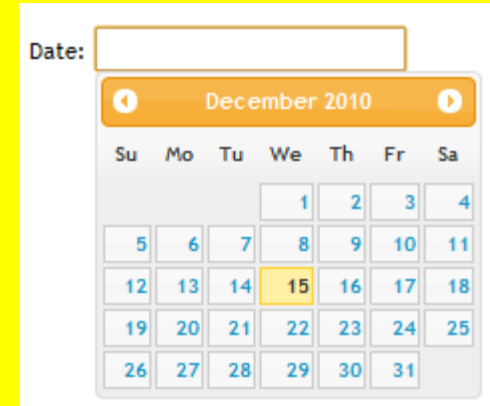 Date:
December 2010
Su Mo Tu We Th Fr Sa
1 2 3 4
5 6 7 8 9 10 11
12 13 14 15 16 17 18
19 20 21 22 23 24 25
26 27 28 29 30 31